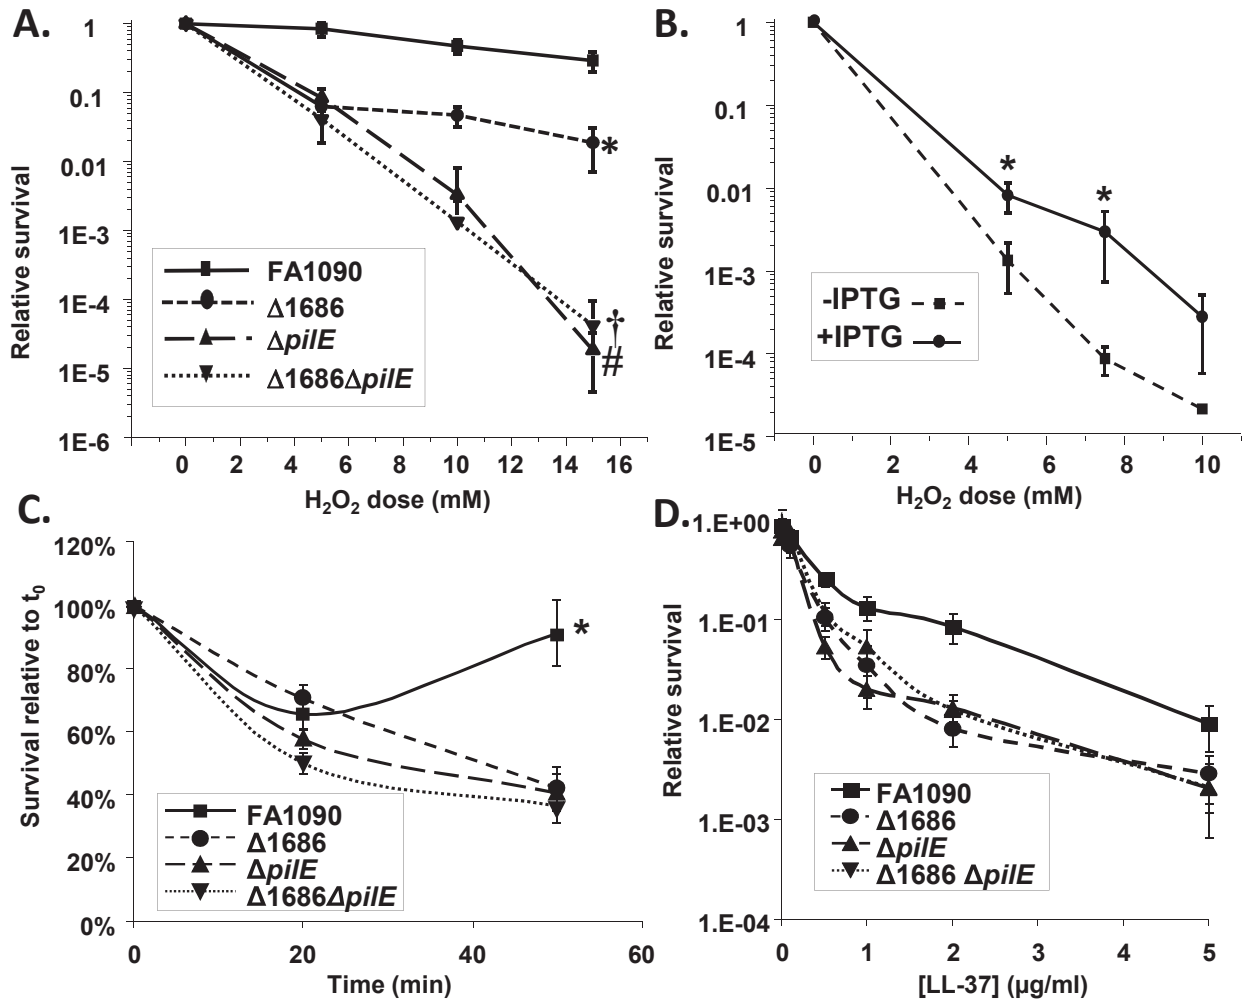 A.
1
0.1
0.01
1E-3
1E-4
1E-5
1E-6
Relative survival
*
†
#
FA1090
Δ1686
ΔpilE
Δ1686ΔpilE
0 2 4 6 8 10 12 14 16
H₂O₂ dose (mM)
B.
1
0.1
0.01
1E-3
1E-4
1E-5
Relative survival
*
*
-IPTG
+IPTG
0 2 4 6 8 10
H₂O₂ dose (mM)
C.
120%
100%
80%
60%
40%
20%
0%
Survival relative to t₀
*
FA1090
Δ1686
ΔpilE
Δ1686ΔpilE
0 20 40 60
Time (min)
D.
1.E+00
1.E-01
1.E-02
1.E-03
1.E-04
Relative survival
FA1090
Δ1686
ΔpilE
Δ1686 ΔpilE
0 1 2 3 4 5
[LL-37] (μg/ml)